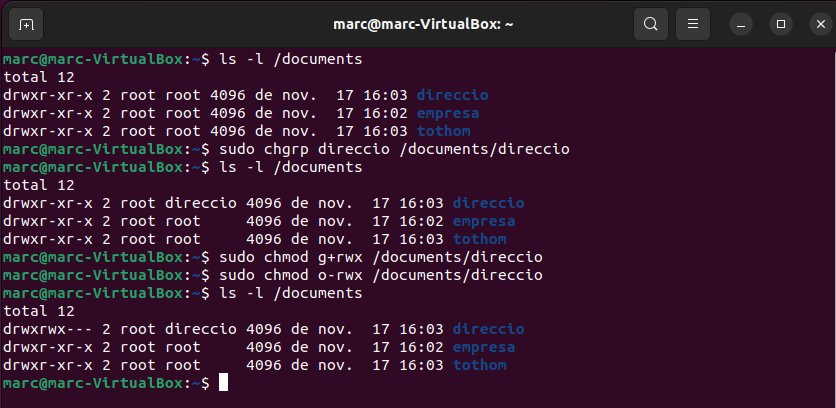 marc@marc-VirtualBox: ~
marc@marc-VirtualBox:~$ ls -l /documents
total 12
drwxr-xr-x 2 root root 4096 de nov.  17 16:03 direccio
drwxr-xr-x 2 root root 4096 de nov.  17 16:02 empresa
drwxr-xr-x 2 root root 4096 de nov.  17 16:03 tothom
marc@marc-VirtualBox:~$ sudo chgrp direccio /documents/direccio
marc@marc-VirtualBox:~$ ls -l /documents
total 12
drwxr-xr-x 2 root direccio 4096 de nov.  17 16:03 direccio
drwxr-xr-x 2 root root     4096 de nov.  17 16:02 empresa
drwxr-xr-x 2 root root     4096 de nov.  17 16:03 tothom
marc@marc-VirtualBox:~$ sudo chmod g+rwx /documents/direccio
marc@marc-VirtualBox:~$ sudo chmod o-rwx /documents/direccio
marc@marc-VirtualBox:~$ ls -l /documents
total 12
drwxrwx--- 2 root direccio 4096 de nov.  17 16:03 direccio
drwxr-xr-x 2 root root     4096 de nov.  17 16:02 empresa
drwxr-xr-x 2 root root     4096 de nov.  17 16:03 tothom
marc@marc-VirtualBox:~$